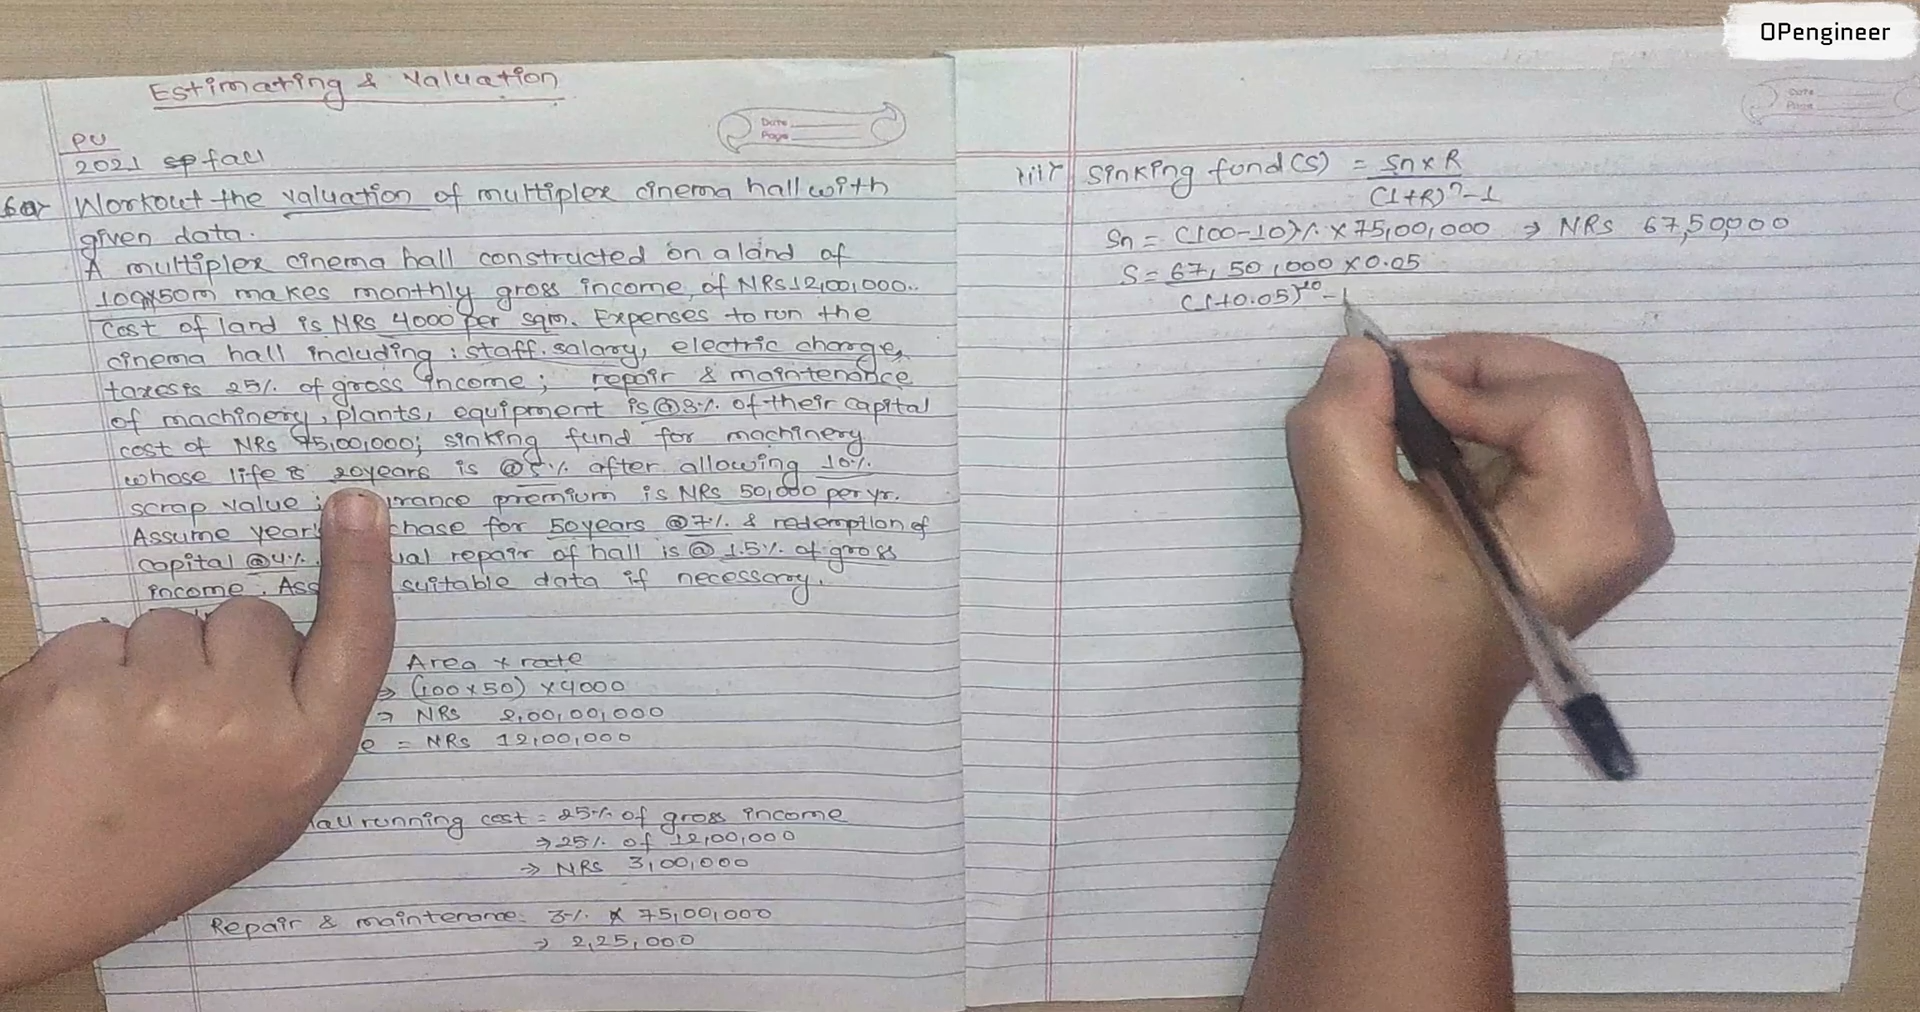 OPengineer
Estimating & Valuation
Date
Page
PU
2021 fall
6a) Workout the valuation of multiplex cinema hall with
given data.
A multiplex cinema hall constructed on a land of
100x50m makes monthly gross income of NRS 12,00,000..
Cost of land is NRS 4000 per sqm. Expenses to run the
cinema hall including: staff salary, electric charge,
taxes is 25% of gross income; repair & maintenance
of machinery, plants, equipment is @3% of their capital
cost of NRS 75,00,000; sinking fund for machinery
whose life is 20years is @5% after allowing 10%
scrap value premium is NRS 50,000 per yr.
Assume for 50years @7% & redemption of
capital @4%. repair of hall is @ 1.5% of gross
income. suitable data if necessary.
Area x rate
⇒ (100x50) x4000
⇒ NRS 2,00,00,000
= NRS 12,00,000
running cost = 25% of gross income
⇒ 25% of 12,00,000
⇒ NRS 3,00,000
Repair & maintenance = 3% x 75,00,000
⇒ 2,25,000
Date
Page
iii) Sinking fund (S) = Sn x R
(1+R)^n - 1
Sn = (100-10)% x 75,00,000 ⇒ NRS 67,50,000
S = 67,50,000 x 0.05
(1+0.05)^20 - 1